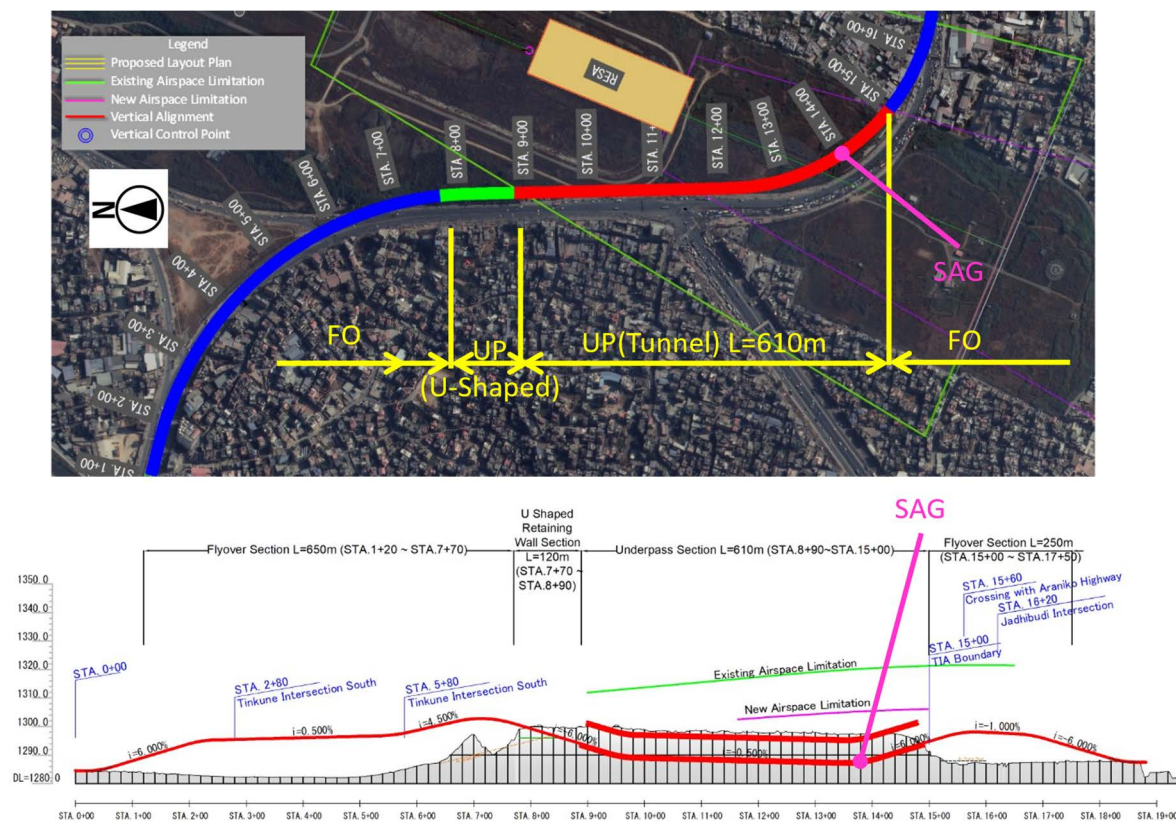 Legend
Proposed Layout Plan
Existing Airspace Limitation
New Airspace Limitation
Vertical Alignment
Vertical Control Point
N
RESA
STA. 1+00
STA. 2+00
STA. 3+00
STA. 4+00
STA. 5+00
STA. 6+00
STA. 7+00
STA. 8+00
STA. 9+00
STA. 10+00
STA. 11+
STA. 12+00
STA. 13+00
STA. 14+00
STA. 15+00
STA. 16+00
SAG
FO
UP
(U-Shaped)
UP(Tunnel) L=610m
FO
SAG
U Shaped
Retaining
Wall Section
L=120m
(STA.7+70 ~
STA.8+90)
Flyover Section L=650m (STA.1+20 ~ STA.7+70)
Underpass Section L=610m (STA.8+90~STA.15+00)
Flyover Section L=250m
(STA.15+00 ~ STA.17+50)
STA. 15+60
Crossing with Araniko Highway
STA. 16+20
Jadhibudi Intersection
STA. 15+00
TIA Boundary
STA. 0+00
STA. 2+80
Tinkune Intersection South
STA. 5+80
Tinkune Intersection South
Existing Airspace Limitation
New Airspace Limitation
i=6.000%
i=0.500%
i=4.500%
i=-6.000%
i=-0.500%
i=6.000%
i=-1.000%
i=-6.000%
1350.0
1340.0
1330.0
1320.0
1310.0
1300.0
1290.0
DL=1280.0
STA. 0+00
STA. 1+00
STA. 2+00
STA. 3+00
STA. 4+00
STA. 5+00
STA. 6+00
STA. 7+00
STA. 8+00
STA. 9+00
STA. 10+00
STA. 11+00
STA. 12+00
STA. 13+00
STA. 14+00
STA. 15+00
STA. 16+00
STA. 17+00
STA. 18+00
STA. 19+0